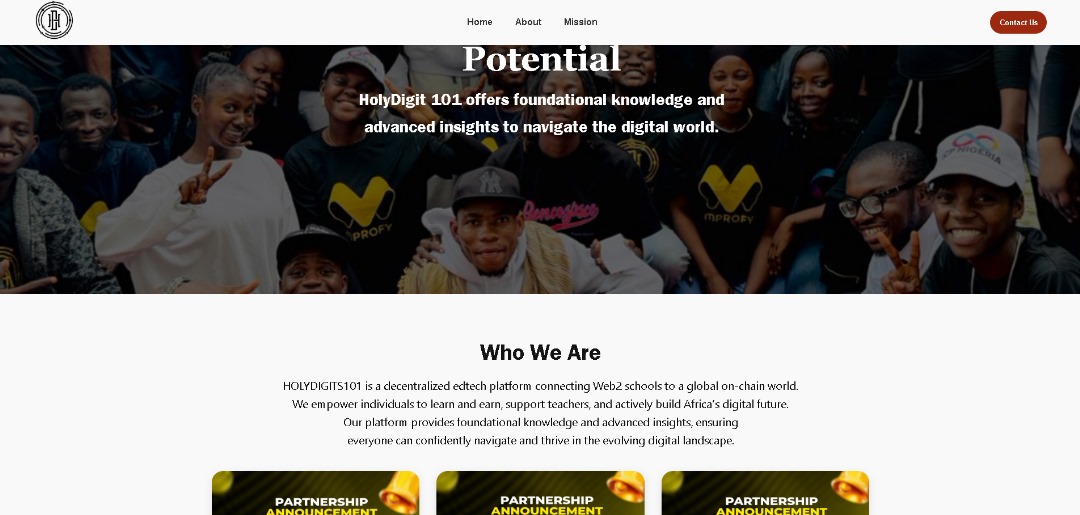 Home About Mission Contact Us
Potential
HolyDigit 101 offers foundational knowledge and
advanced insights to navigate the digital world.
MPROFY
MPROFY
ICP NIGERIA
Who We Are
HOLYDIGITS101 is a decentralized edtech platform connecting Web2 schools to a global on-chain world.
We empower individuals to learn and earn, support teachers, and actively build Africa's digital future.
Our platform provides foundational knowledge and advanced insights, ensuring
everyone can confidently navigate and thrive in the evolving digital landscape.
PARTNERSHIP PARTNERSHIP PARTNERSHIP
ANNOUNCEMENT ANNOUNCEMENT ANNOUNCEMENT